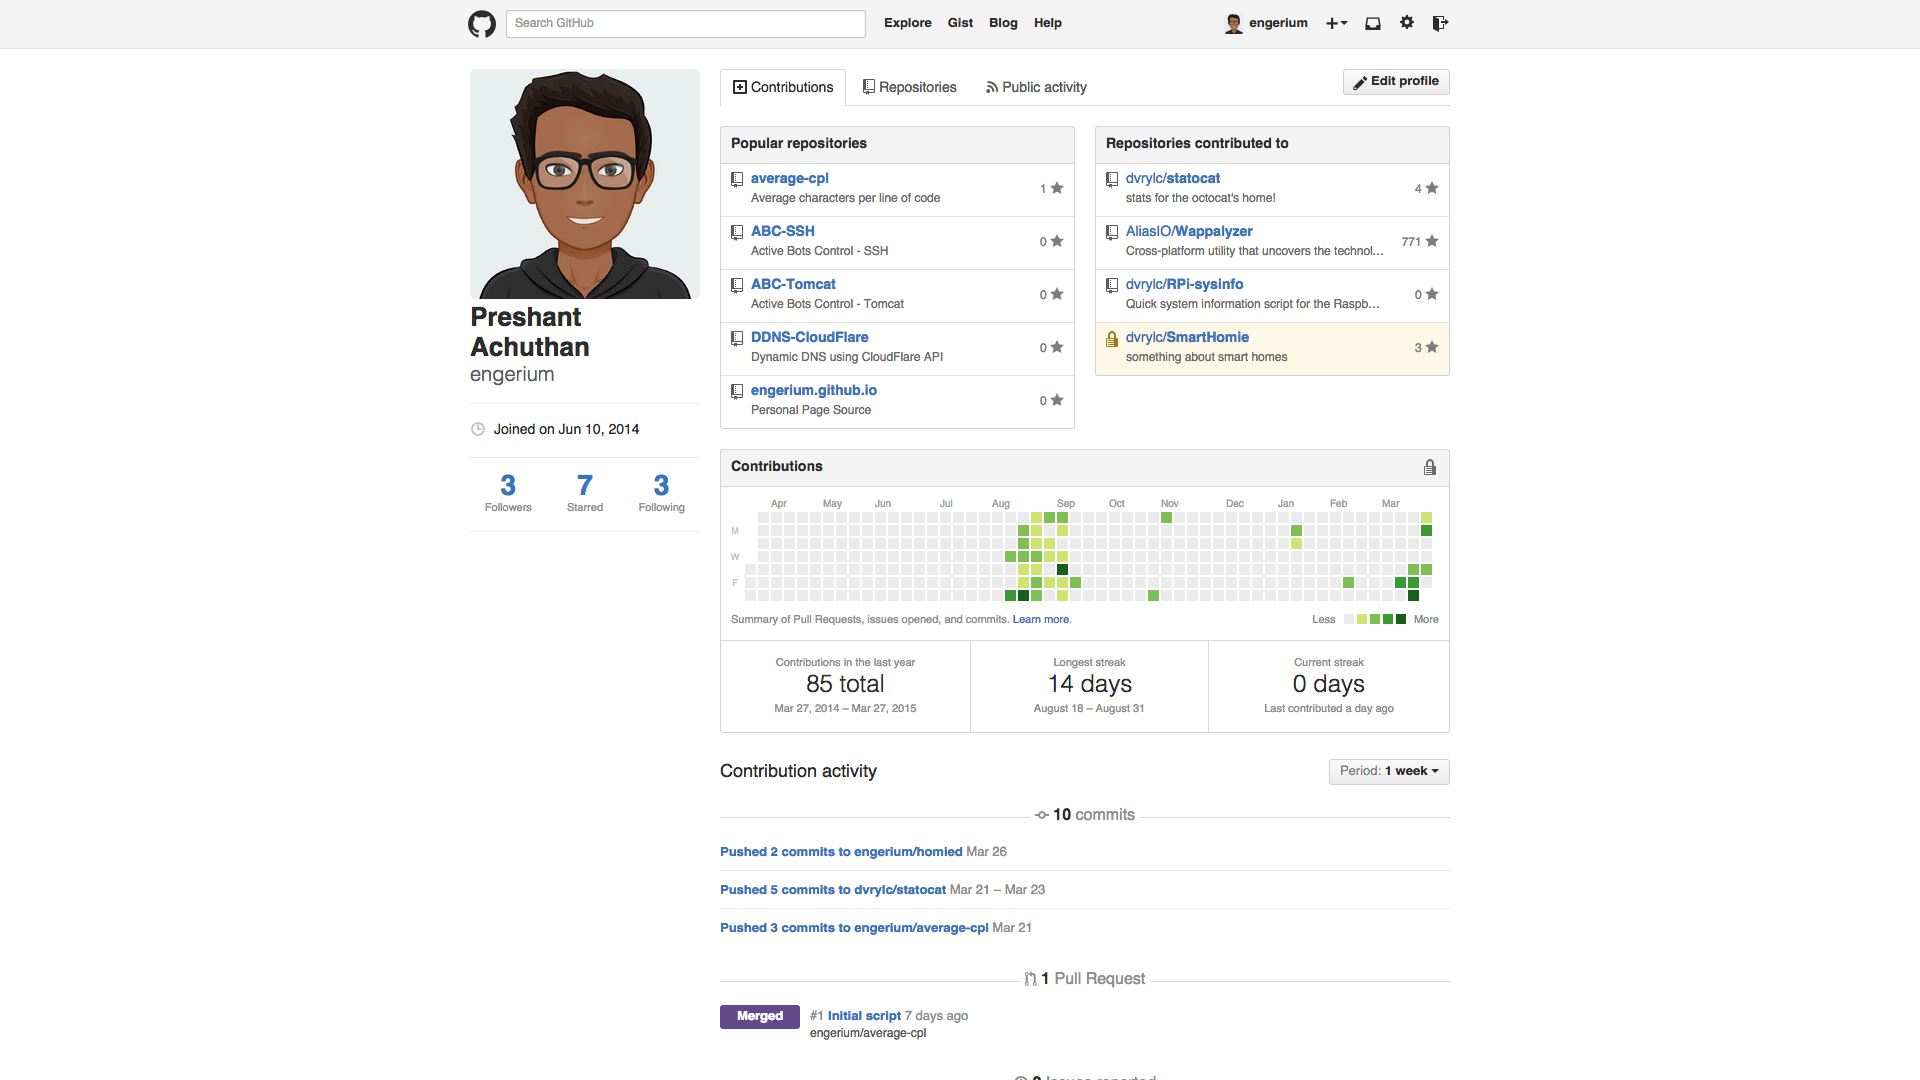 Search GitHub
Explore
Gist
Blog
Help
engerium
Preshant
Achuthan
engerium
Joined on Jun 10, 2014
3
Followers
7
Starred
3
Following
Contributions
Repositories
Public activity
Edit profile
Popular repositories
average-cpl
Average characters per line of code
1
ABC-SSH
Active Bots Control - SSH
0
ABC-Tomcat
Active Bots Control - Tomcat
0
DDNS-CloudFlare
Dynamic DNS using CloudFlare API
0
engerium.github.io
Personal Page Source
0
Repositories contributed to
dvrylc/statocat
stats for the octocat's home!
4
AliasIO/Wappalyzer
Cross-platform utility that uncovers the technol...
771
dvrylc/RPi-sysinfo
Quick system information script for the Raspb...
0
dvrylc/SmartHomie
something about smart homes
3
Contributions
Apr May Jun Jul Aug Sep Oct Nov Dec Jan Feb Mar
M
W
F
Summary of Pull Requests, issues opened, and commits. Learn more.
Less
More
Contributions in the last year
85 total
Mar 27, 2014 – Mar 27, 2015
Longest streak
14 days
August 18 – August 31
Current streak
0 days
Last contributed a day ago
Contribution activity
Period: 1 week
10 commits
Pushed 2 commits to engerium/homied Mar 26
Pushed 5 commits to dvrylc/statocat Mar 21 – Mar 23
Pushed 3 commits to engerium/average-cpl Mar 21
1 Pull Request
Merged
#1 Initial script 7 days ago
engerium/average-cpl